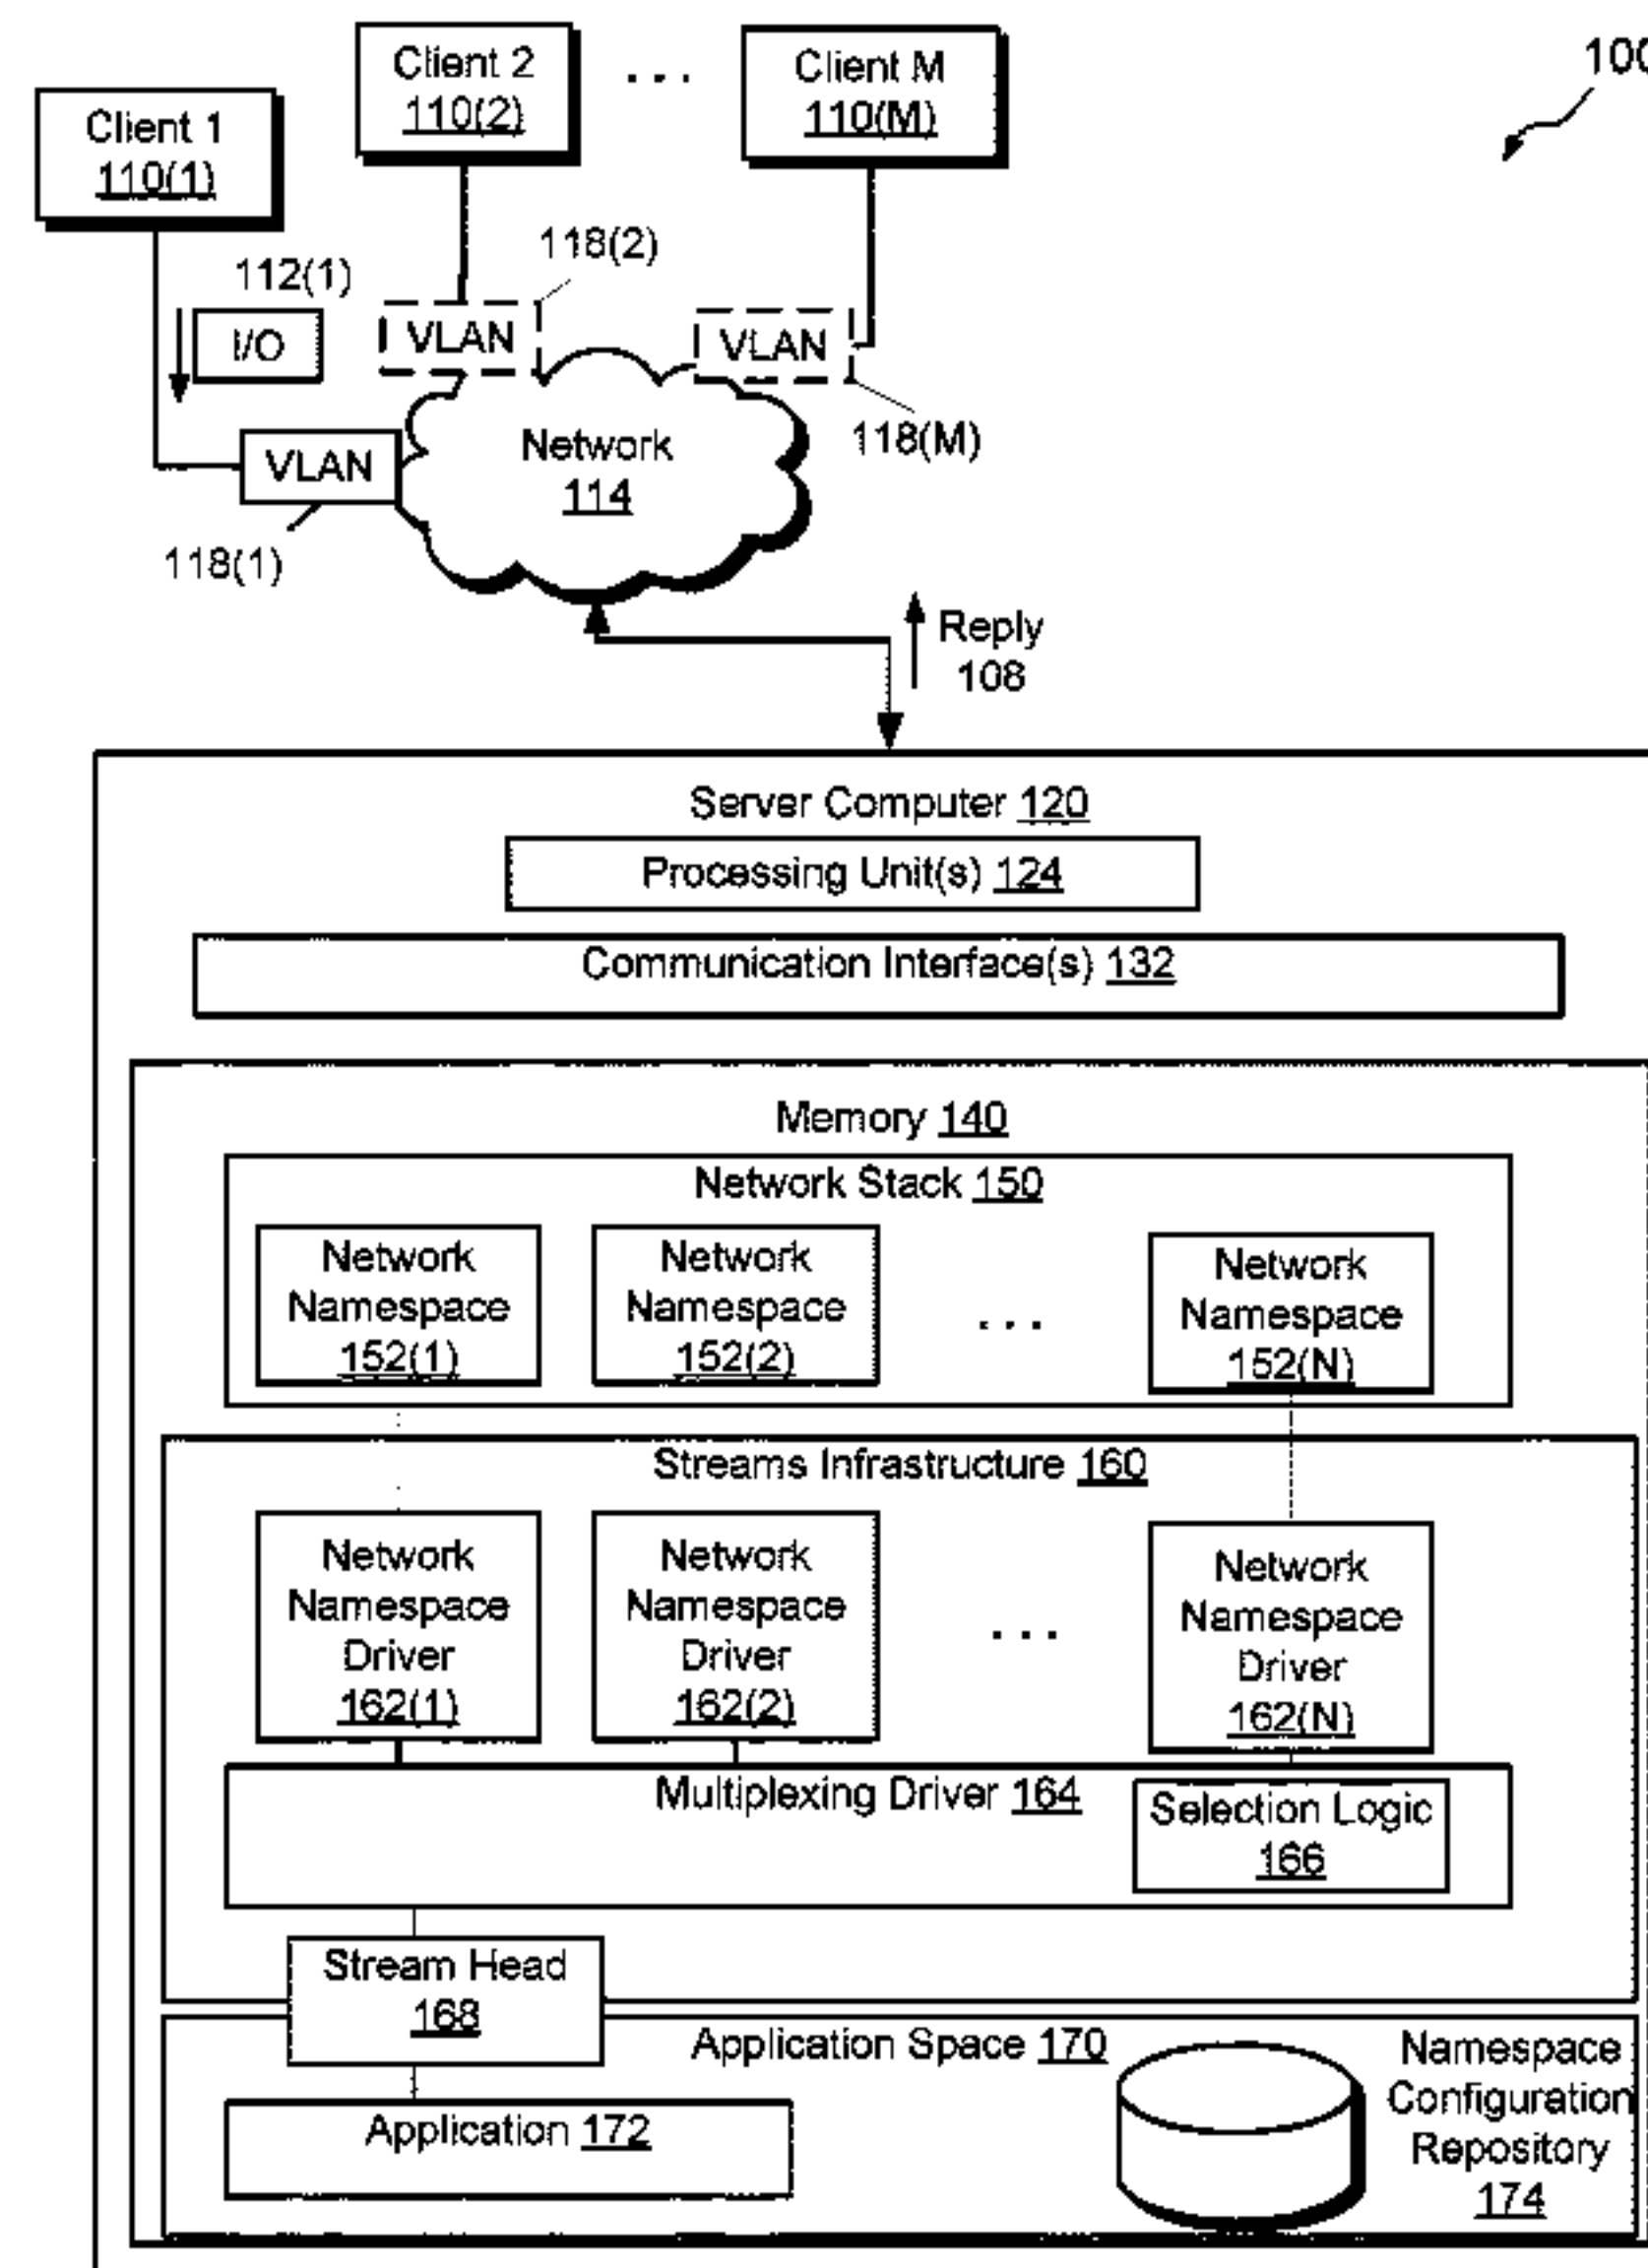 100
Client 1
110(1)
Client 2
110(2)
. . .
Client M
110(M)
112(1)
I/O
118(2)
VLAN
VLAN
118(M)
VLAN
118(1)
Network
114
Reply
108
Server Computer 120
Processing Unit(s) 124
Communication Interface(s) 132
Memory 140
Network Stack 150
Network
Namespace
152(1)
Network
Namespace
152(2)
. . .
Network
Namespace
152(N)
Streams Infrastructure 160
Network
Namespace
Driver
162(1)
Network
Namespace
Driver
162(2)
. . .
Network
Namespace
Driver
162(N)
Multiplexing Driver 164
Selection Logic
166
Stream Head
168
Application Space 170
Application 172
Namespace
Configuration
Repository
174